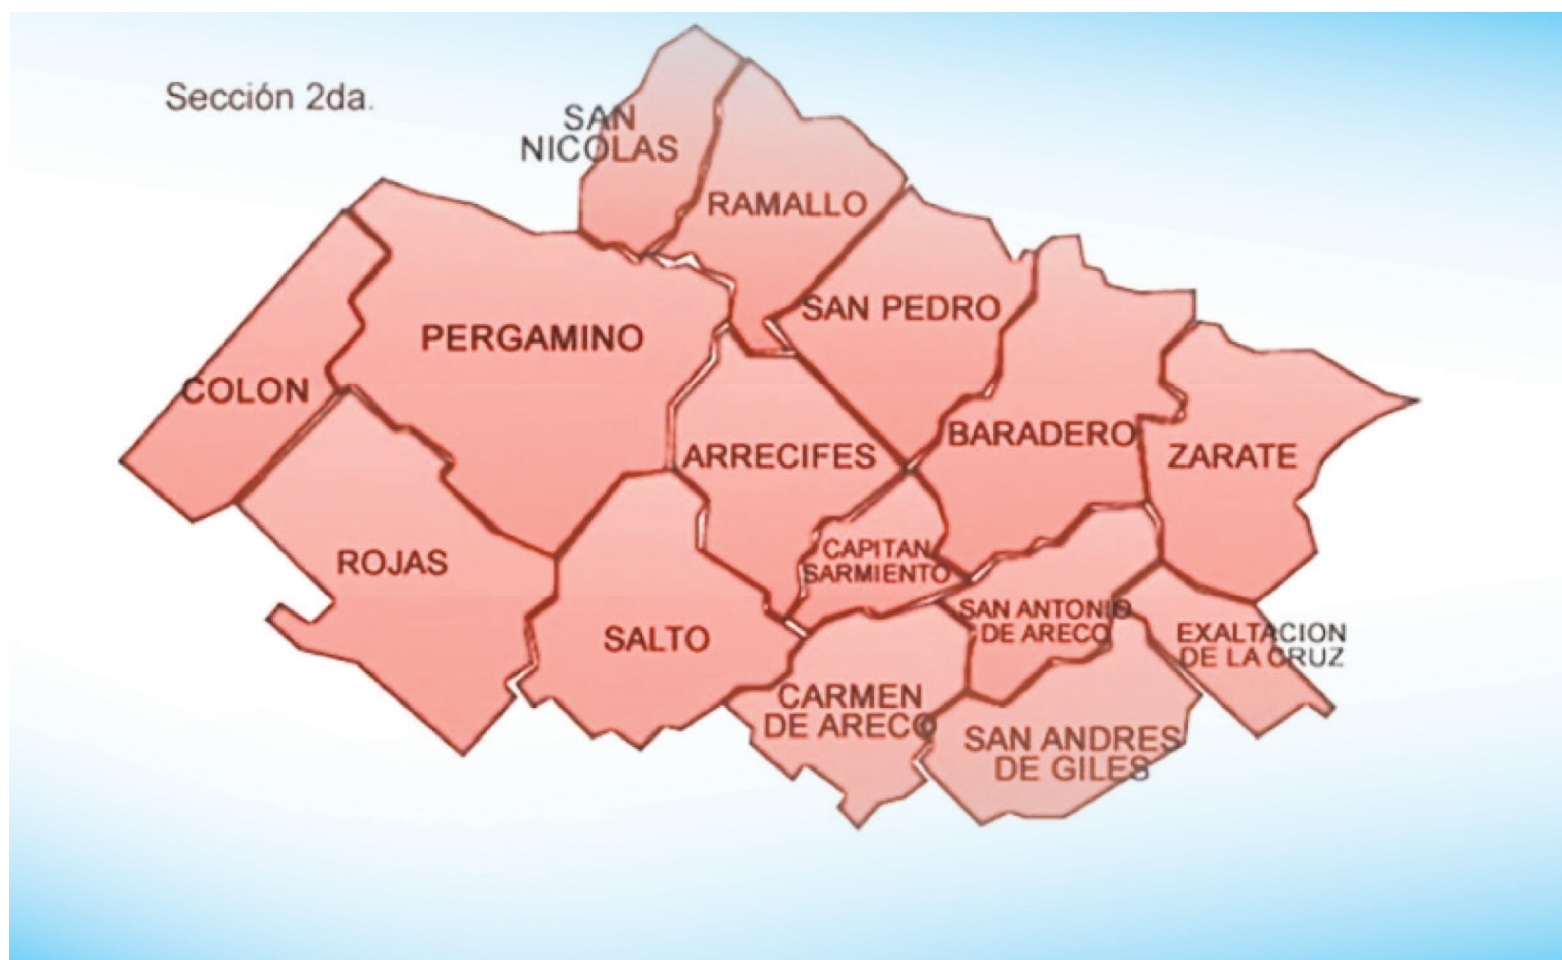 Sección 2da.
SAN
NICOLAS
RAMALLO
SAN PEDRO
PERGAMINO
COLON
BARADERO
ZARATE
ARRECIFES
ROJAS
CAPITAN
SARMIENTO
SALTO
SAN ANTONIO
DE ARECO
EXALTACION
DE LA CRUZ
CARMEN
DE ARECO
SAN ANDRES
DE GILES